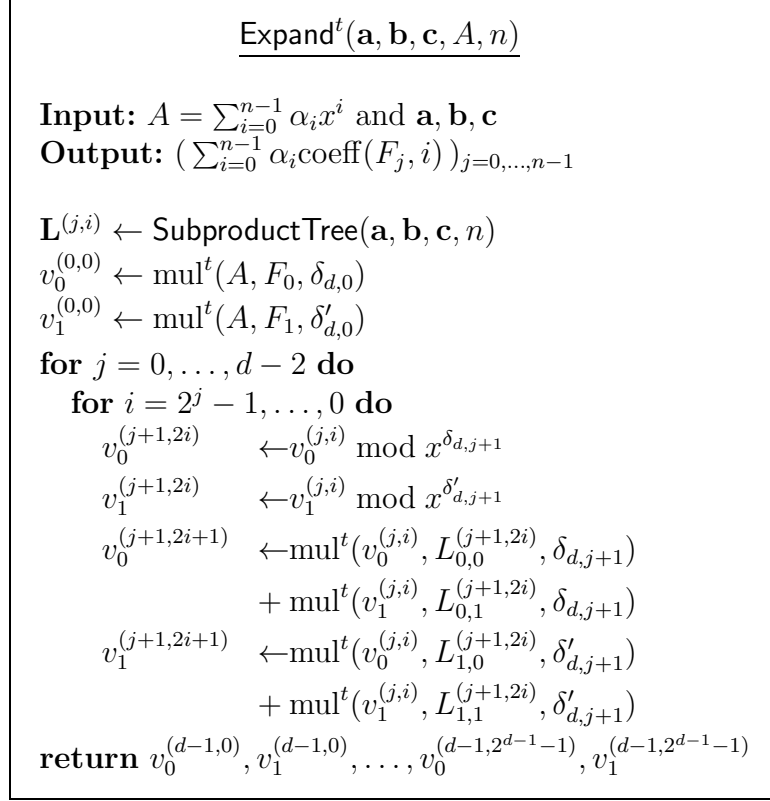 Expand^t(a, b, c, A, n)
Input: A = ∑_{i=0}^{n−1} α_i x^i and a, b, c
Output: ( ∑_{i=0}^{n−1} α_i coeff(F_j, i) )_{j=0,...,n−1}
L^{(j,i)} ← SubproductTree(a, b, c, n)
v_0^{(0,0)} ← mul^t(A, F_0, δ_{d,0})
v_1^{(0,0)} ← mul^t(A, F_1, δ′_{d,0})
for j = 0, . . . , d − 2 do
for i = 2^j − 1, . . . , 0 do
v_0^{(j+1,2i)} ←v_0^{(j,i)} mod x^{δ_{d,j+1}}
v_1^{(j+1,2i)} ←v_1^{(j,i)} mod x^{δ′_{d,j+1}}
v_0^{(j+1,2i+1)} ←mul^t(v_0^{(j,i)}, L_{0,0}^{(j+1,2i)}, δ_{d,j+1})
+ mul^t(v_1^{(j,i)}, L_{0,1}^{(j+1,2i)}, δ_{d,j+1})
v_1^{(j+1,2i+1)} ←mul^t(v_0^{(j,i)}, L_{1,0}^{(j+1,2i)}, δ′_{d,j+1})
+ mul^t(v_1^{(j,i)}, L_{1,1}^{(j+1,2i)}, δ′_{d,j+1})
return v_0^{(d−1,0)}, v_1^{(d−1,0)}, . . . , v_0^{(d−1,2^{d−1}−1)}, v_1^{(d−1,2^{d−1}−1)}